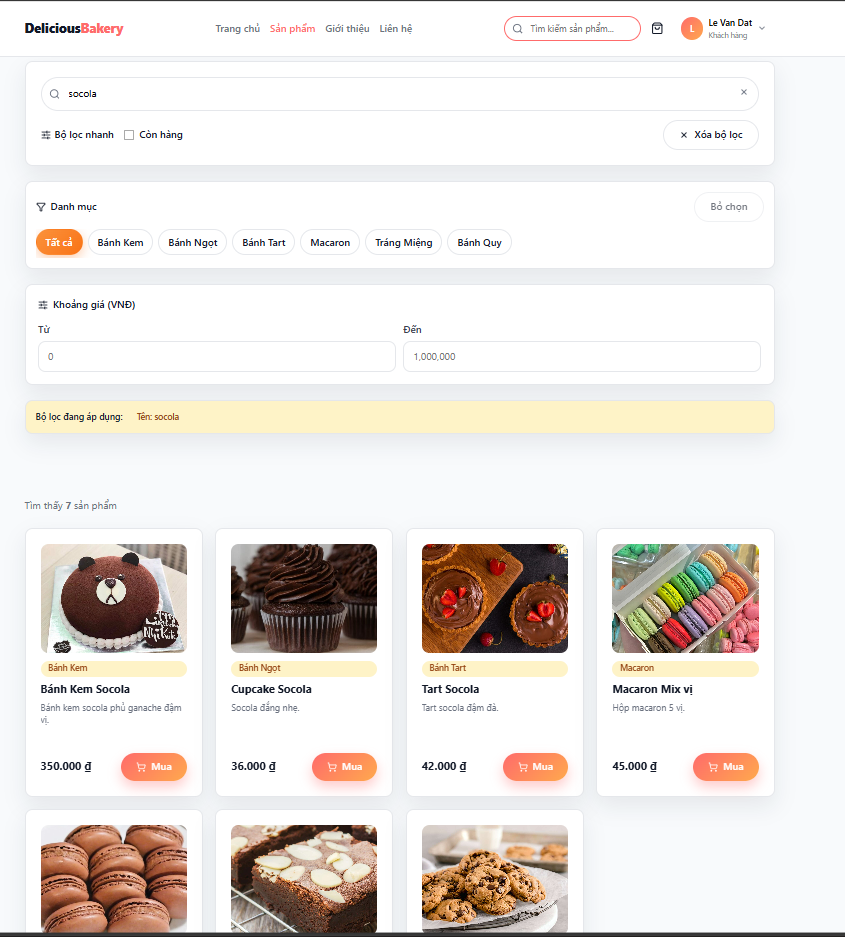 DeliciousBakery
Trang chủ Sản phẩm Giới thiệu Liên hệ
Tìm kiếm sản phẩm...
L
Le Van Dat
Khách hàng
socola
Bộ lọc nhanh Còn hàng
Xóa bộ lọc
Danh mục
Bỏ chọn
Tất cả Bánh Kem Bánh Ngọt Bánh Tart Macaron Tráng Miệng Bánh Quy
Khoảng giá (VNĐ)
Từ
Đến
0
1,000,000
Bộ lọc đang áp dụng: Tên: socola
Tìm thấy 7 sản phẩm
Bánh Kem
Bánh Kem Socola
Bánh kem socola phủ ganache đậm
vị.
350.000 ₫
Mua
Bánh Ngọt
Cupcake Socola
Socola đắng nhẹ.
36.000 ₫
Mua
Bánh Tart
Tart Socola
Tart socola đậm đà.
42.000 ₫
Mua
Macaron
Macaron Mix vị
Hộp macaron 5 vị.
45.000 ₫
Mua